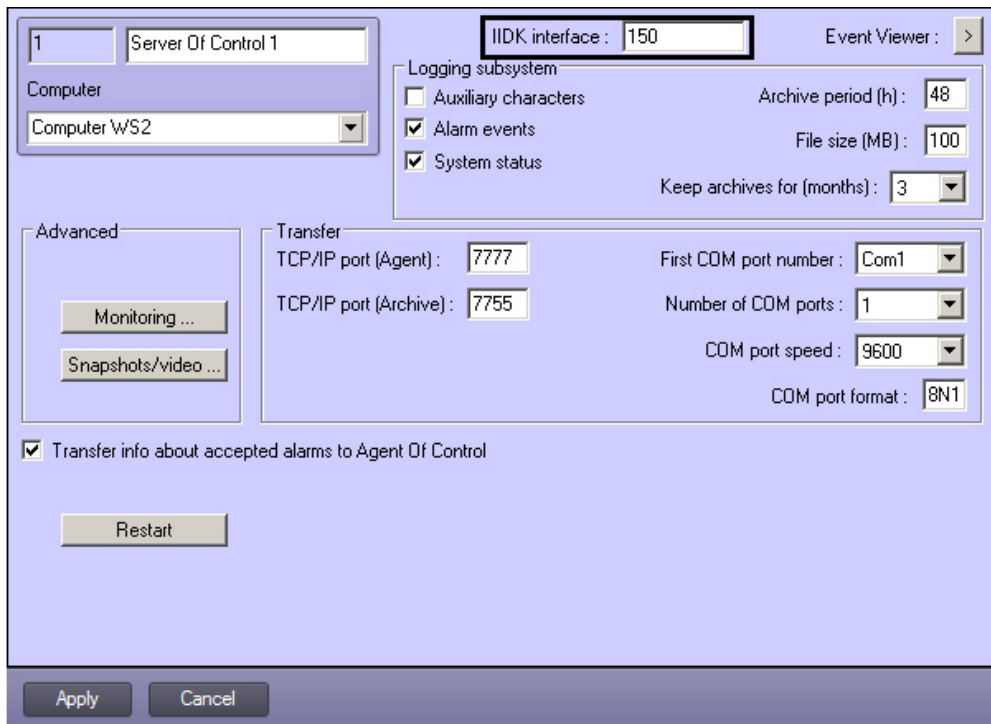 1 Server Of Control 1 IIDK interface : 150 Event Viewer : >
Computer
Computer WS2
Logging subsystem
Auxiliary characters Archive period (h) : 48
Alarm events File size (MB) : 100
System status
Keep archives for (months) : 3
Advanced
Monitoring ...
Snapshots/video ...
Transfer
TCP/IP port (Agent) : 7777 First COM port number : Com1
TCP/IP port (Archive) : 7755 Number of COM ports : 1
COM port speed : 9600
COM port format : 8N1
Transfer info about accepted alarms to Agent Of Control
Restart
Apply Cancel